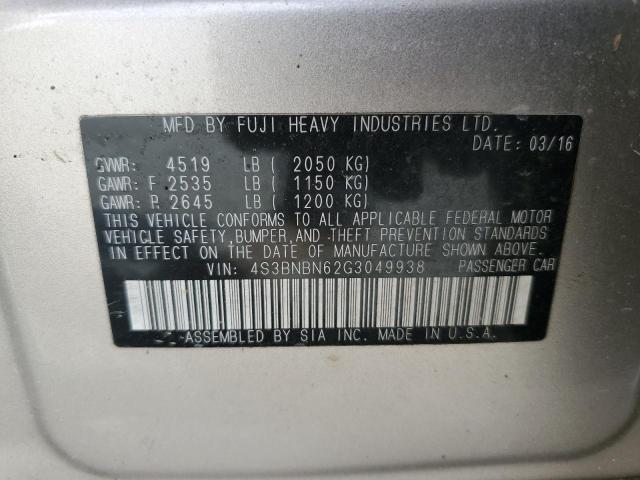 MFD BY FUJI HEAVY INDUSTRIES LTD.
DATE: 03/16
GVWR: 4519 LB ( 2050 KG)
GAWR: F 2535 LB ( 1150 KG)
GAWR: R 2645 LB ( 1200 KG)
THIS VEHICLE CONFORMS TO ALL APPLICABLE FEDERAL MOTOR
VEHICLE SAFETY, BUMPER, AND THEFT PREVENTION STANDARDS
IN EFFECT ON THE DATE OF MANUFACTURE SHOWN ABOVE.
VIN: 4S3BNBN62G3049938 PASSENGER CAR
ASSEMBLED BY SIA INC. MADE IN U.S.A.